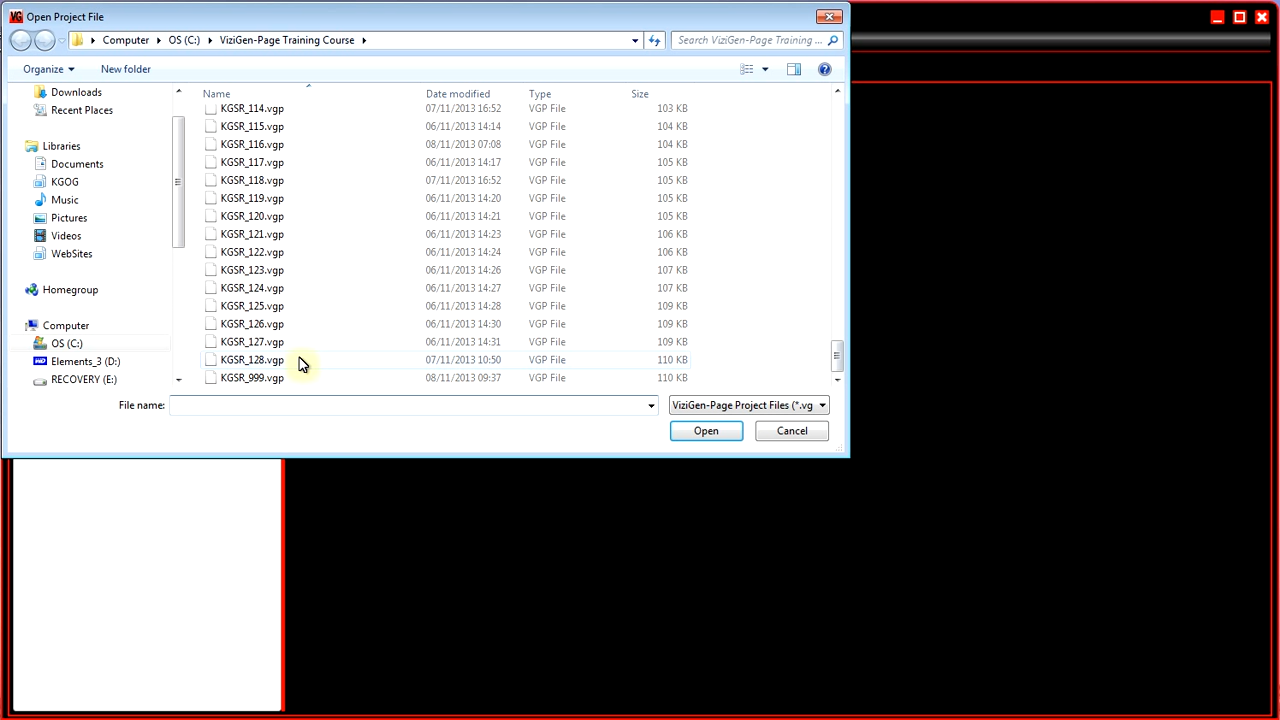 VG Open Project File
Computer OS (C:) ViziGen-Page Training Course Search ViziGen-Page Training ...
Organize New folder
Name Date modified Type Size
Downloads
Recent Places
Libraries
Documents
KGOG
Music
Pictures
Videos
WebSites
Homegroup
Computer
OS (C:)
Elements_3 (D:)
RECOVERY (E:)
KGSR_114.vgp 07/11/2013 16:52 VGP File 103 KB
KGSR_115.vgp 06/11/2013 14:14 VGP File 104 KB
KGSR_116.vgp 08/11/2013 07:08 VGP File 104 KB
KGSR_117.vgp 06/11/2013 14:17 VGP File 105 KB
KGSR_118.vgp 07/11/2013 16:52 VGP File 105 KB
KGSR_119.vgp 06/11/2013 14:20 VGP File 105 KB
KGSR_120.vgp 06/11/2013 14:21 VGP File 105 KB
KGSR_121.vgp 06/11/2013 14:23 VGP File 106 KB
KGSR_122.vgp 06/11/2013 14:24 VGP File 106 KB
KGSR_123.vgp 06/11/2013 14:26 VGP File 107 KB
KGSR_124.vgp 06/11/2013 14:27 VGP File 107 KB
KGSR_125.vgp 06/11/2013 14:28 VGP File 109 KB
KGSR_126.vgp 06/11/2013 14:30 VGP File 109 KB
KGSR_127.vgp 06/11/2013 14:31 VGP File 109 KB
KGSR_128.vgp 07/11/2013 10:50 VGP File 110 KB
KGSR_999.vgp 08/11/2013 09:37 VGP File 110 KB
File name: ViziGen-Page Project Files (*.vg
Open Cancel